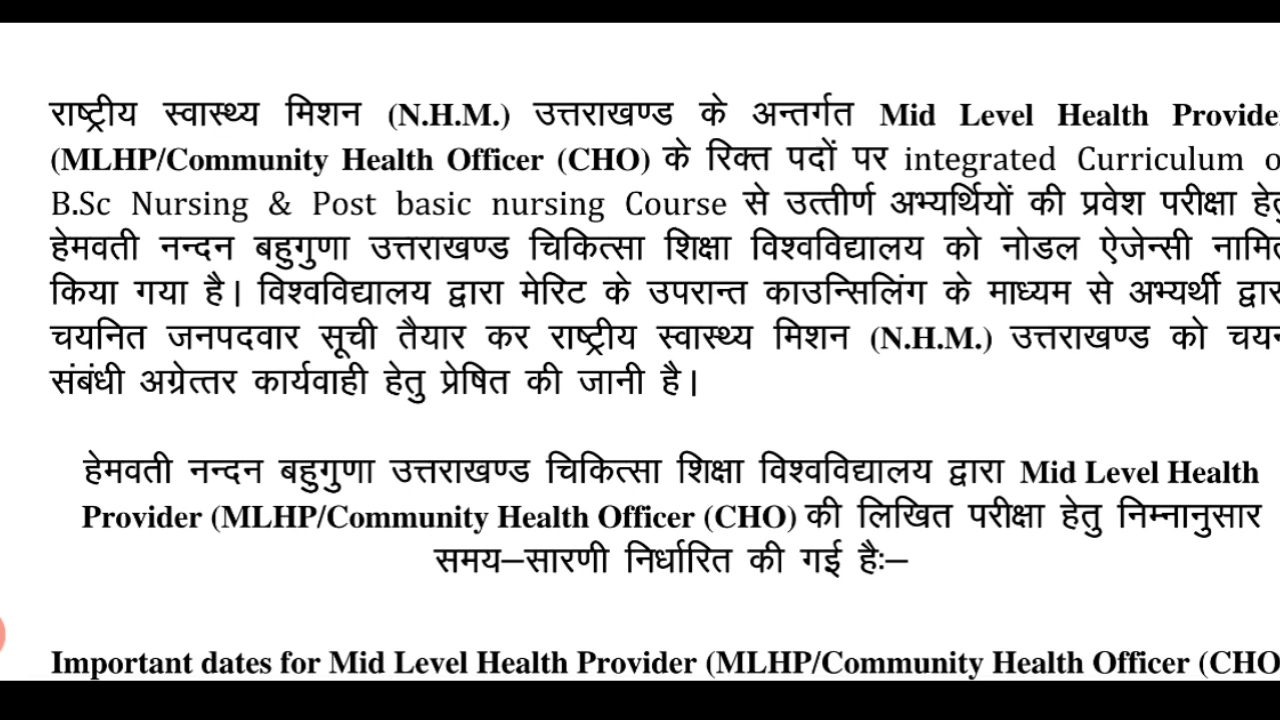 राष्ट्रीय स्वास्थ्य मिशन (N.H.M.) उत्तराखण्ड के अन्तर्गत Mid Level Health
(MLHP/Community Health Officer (CHO) के रिक्त पदों पर integrated Curriculum
B.Sc Nursing & Post basic nursing Course से उत्तीर्ण अभ्यर्थियों की प्रवेश परीक्षा
हेमवती नन्दन बहुगुणा उत्तराखण्ड चिकित्सा शिक्षा विश्वविद्यालय को नोडल ऐजेन्सी
किया गया है। विश्वविद्यालय द्वारा मेरिट के उपरान्त काउन्सिलिंग के माध्यम से अभ्यर्थी
चयनित जनपदवार सूची तैयार कर राष्ट्रीय स्वास्थ्य मिशन (N.H.M.) उत्तराखण्ड को
संबंधी अग्रेत्तर कार्यवाही हेतु प्रेषित की जानी है।
हेमवती नन्दन बहुगुणा उत्तराखण्ड चिकित्सा शिक्षा विश्वविद्यालय द्वारा Mid Level Health
Provider (MLHP/Community Health Officer (CHO) की लिखित परीक्षा हेतु निम्नानुसार
समय–सारणी निर्धारित की गई हैः–
Important dates for Mid Level Health Provider (MLHP/Community Health Officer (CHO